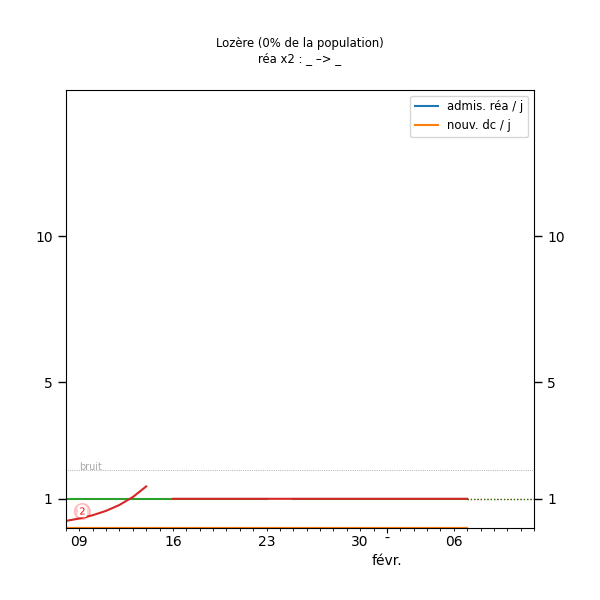 Lozère (0% de la population)
réa x2 : _ –> _
admis. réa / j
nouv. dc / j
10
10
5
5
bruit
1
1
2
09
16
23
30
-
06
févr.